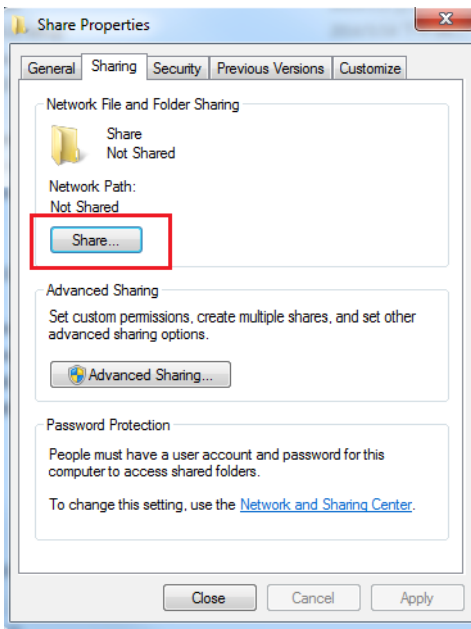 Share Properties
General Sharing Security Previous Versions Customize
Network File and Folder Sharing
Share
Not Shared
Network Path:
Not Shared
Share...
Advanced Sharing
Set custom permissions, create multiple shares, and set other
advanced sharing options.
Advanced Sharing...
Password Protection
People must have a user account and password for this
computer to access shared folders.
To change this setting, use the Network and Sharing Center.
Close Cancel Apply